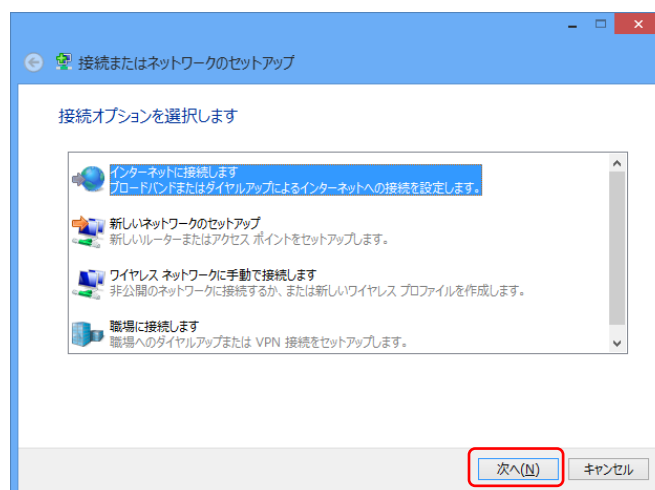 接続またはネットワークのセットアップ
接続オプションを選択します
インターネットに接続します
ブロードバンドまたはダイヤルアップによるインターネットへの接続を設定します。
新しいネットワークのセットアップ
新しいルーターまたはアクセス ポイントをセットアップします。
ワイヤレス ネットワークに手動で接続します
非公開のネットワークに接続するか、または新しいワイヤレス プロファイルを作成します。
職場に接続します
職場へのダイヤルアップまたは VPN 接続をセットアップします。
次へ(N) キャンセル